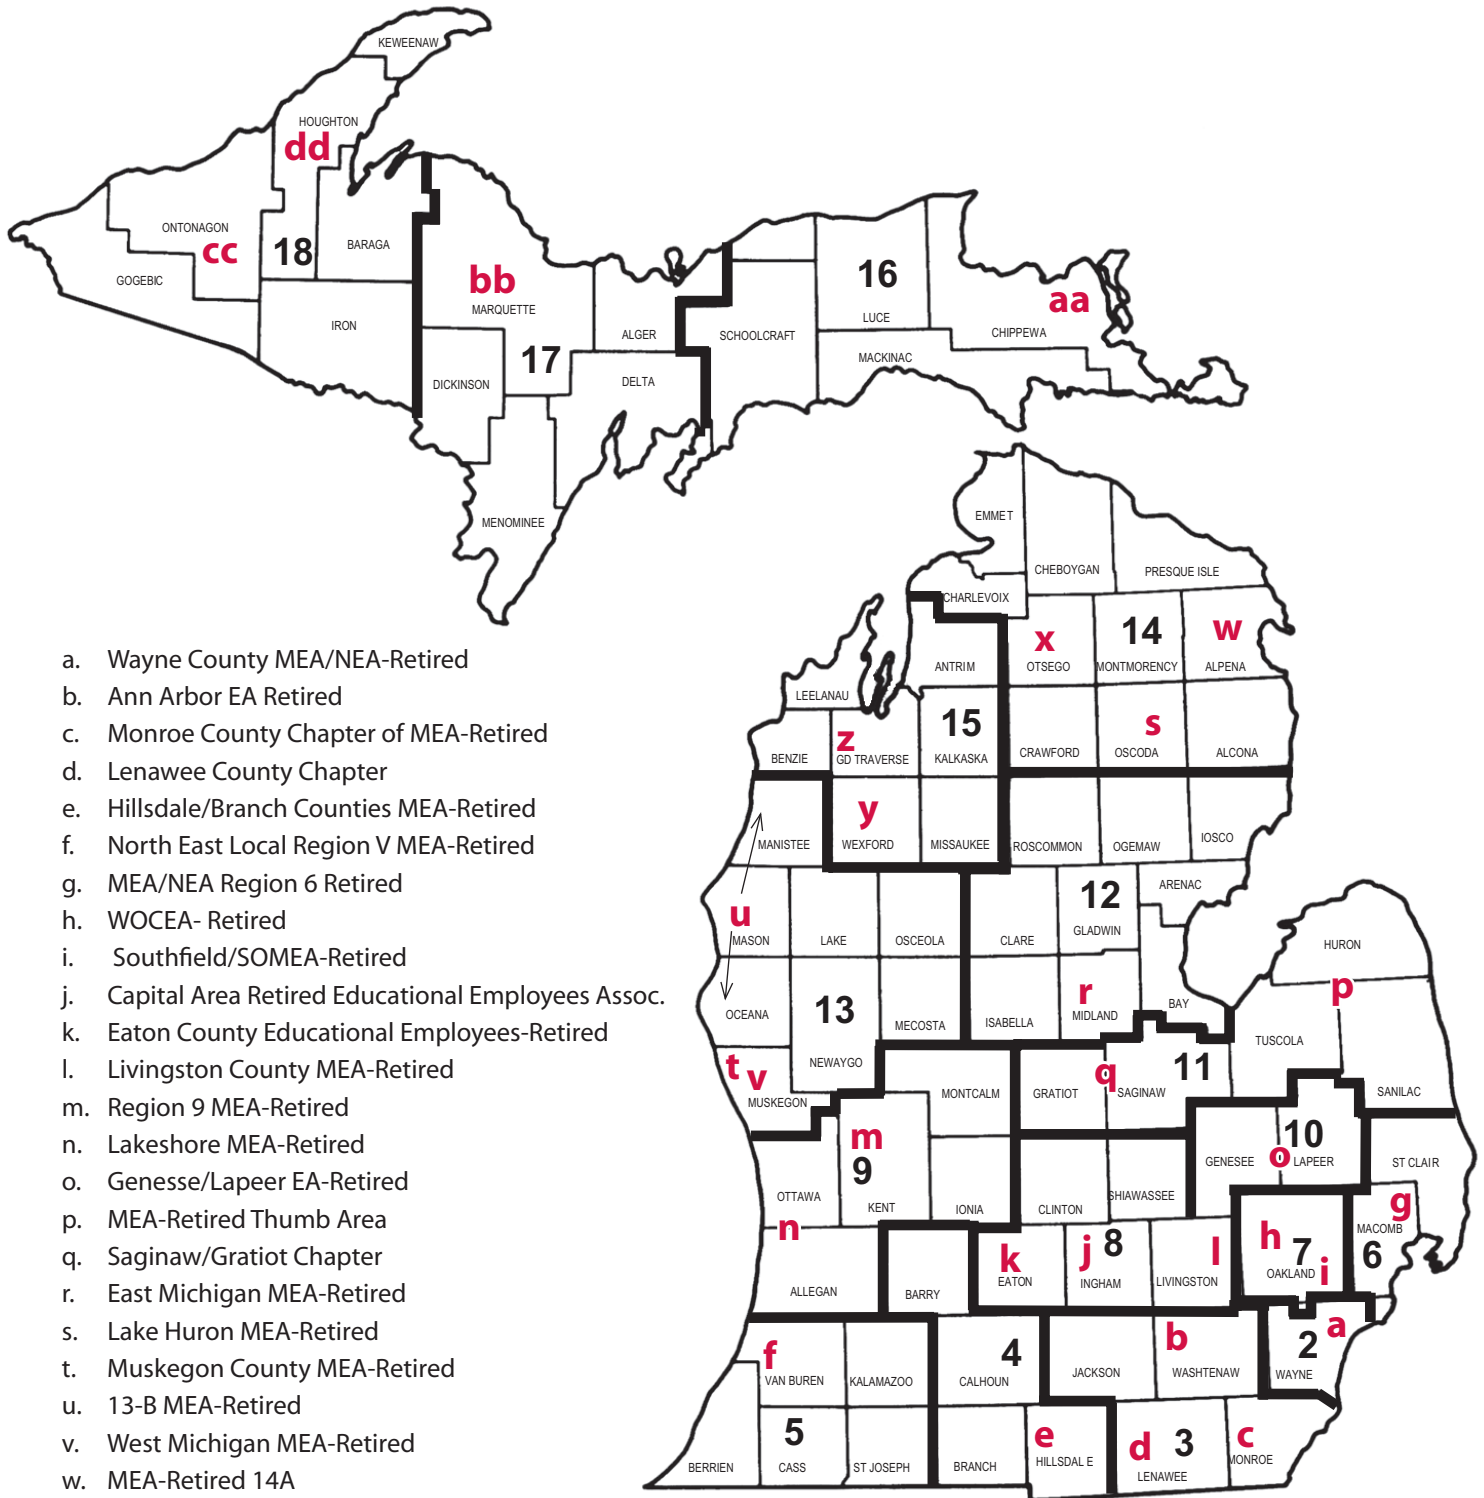 KEWEENAW
HOUGHTON
dd
ONTONAGON
cc
18
BARAGA
GOGEBIC
IRON
bb
MARQUETTE
17
DICKINSON
ALGER
DELTA
MENOMINEE
SCHOOLCRAFT
16
LUCE
MACKINAC
aa
CHIPPEWA
EMMET
CHEBOYGAN
PRESQUE ISLE
CHARLEVOIX
x
OTSEGO
14
MONTMORENCY
w
ALPENA
ANTRIM
LEELANAU
15
KALKASKA
z
GD TRAVERSE
BENZIE
CRAWFORD
s
OSCODA
ALCONA
y
WEXFORD
MISSAUKEE
MANISTEE
ROSCOMMON
OGEMAW
IOSCO
ARENAC
12
GLADWIN
CLARE
u
MASON
LAKE
OSCEOLA
HURON
OCEANA
13
MECOSTA
ISABELLA
r
MIDLAND
BAY
p
TUSCOLA
SANILAC
NEWAYGO
t v
MUSKEGON
MONTCALM
GRATIOT
q
SAGINAW
11
m
9
KENT
OTTAWA
IONIA
CLINTON
SHIAWASSEE
GENESEE
o
10
LAPEER
ST CLAIR
g
MACOMB
6
n
ALLEGAN
BARRY
k
EATON
j
8
INGHAM
l
LIVINGSTON
h
7
OAKLAND
i
f
VAN BUREN
KALAMAZOO
4
CALHOUN
JACKSON
b
WASHTENAW
2
a
WAYNE
BERRIEN
5
CASS
ST JOSEPH
BRANCH
e
HILLSDAL E
d
3
LENAWEE
c
MONROE
a. Wayne County MEA/NEA-Retired
b. Ann Arbor EA Retired
c. Monroe County Chapter of MEA-Retired
d. Lenawee County Chapter
e. Hillsdale/Branch Counties MEA-Retired
f. North East Local Region V MEA-Retired
g. MEA/NEA Region 6 Retired
h. WOCEA- Retired
i. Southfield/SOMEA-Retired
j. Capital Area Retired Educational Employees Assoc.
k. Eaton County Educational Employees-Retired
l. Livingston County MEA-Retired
m. Region 9 MEA-Retired
n. Lakeshore MEA-Retired
o. Genesse/Lapeer EA-Retired
p. MEA-Retired Thumb Area
q. Saginaw/Gratiot Chapter
r. East Michigan MEA-Retired
s. Lake Huron MEA-Retired
t. Muskegon County MEA-Retired
u. 13-B MEA-Retired
v. West Michigan MEA-Retired
w. MEA-Retired 14A